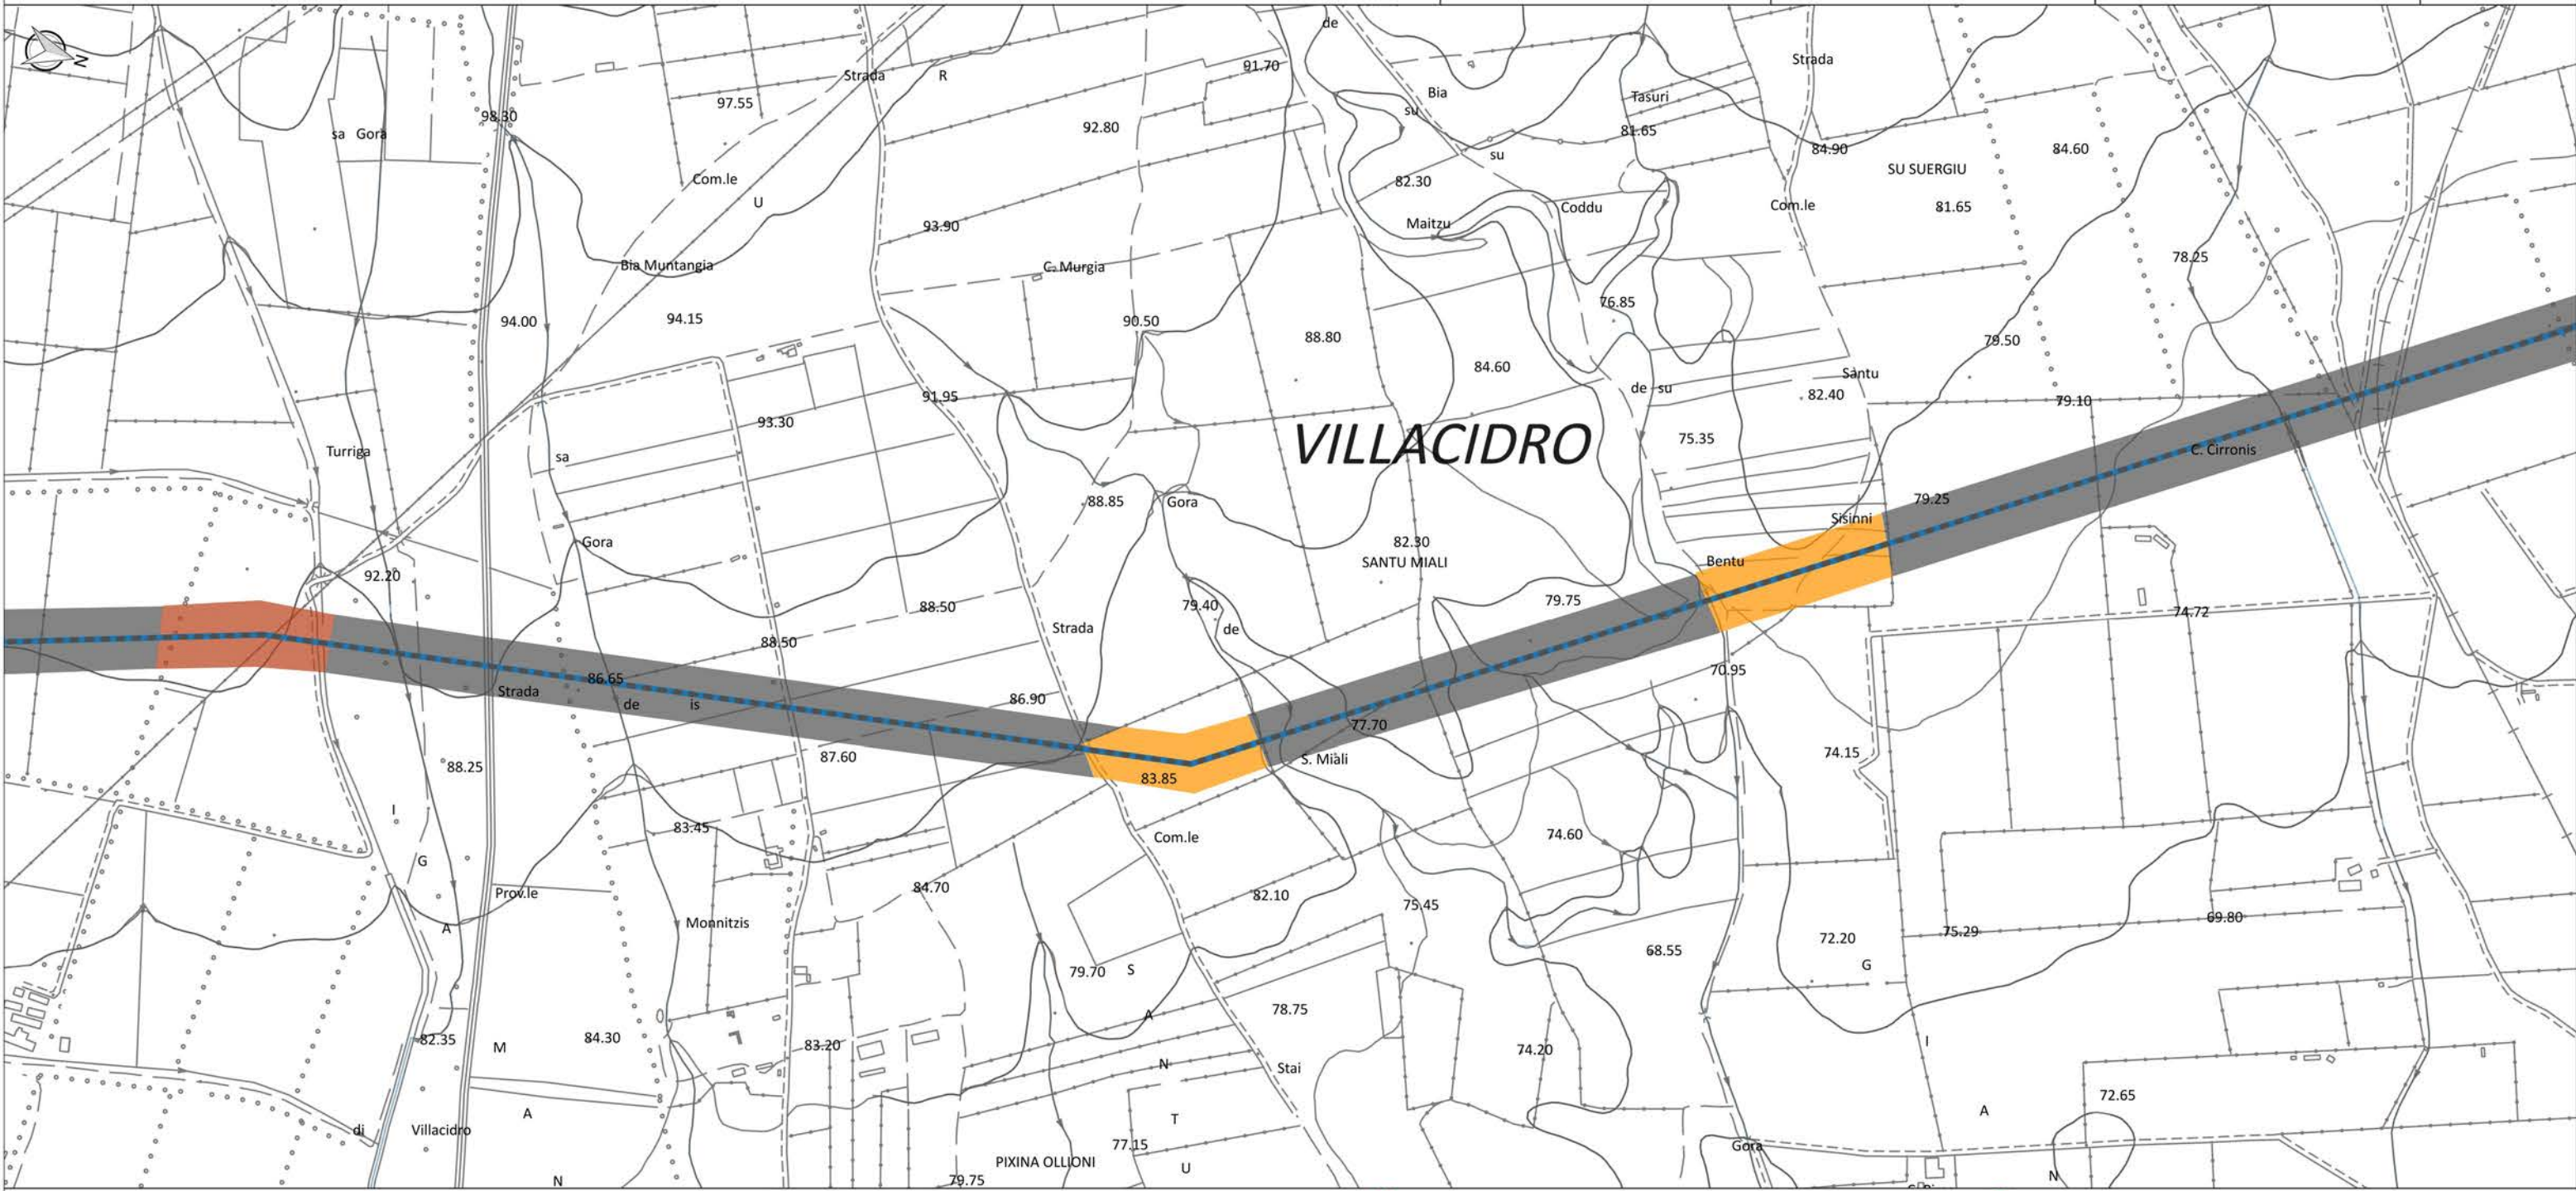 de
Strada
Strada
R
91.70
Bia
Tasuri
97.55
su
98.30
sa Gora
92.80
81.65
84.90
84.60
su
SU SUERGIU
Com.le
82.30
U
Coddu
Com.le
81.65
93.90
Maitzu
Bia Muntangia
C. Murgia
78.25
76.85
94.00
94.15
90.50
88.80
79.50
84.60
Santu
de su
91.95
82.40
79.10
93.30
VILLACIDRO
75.35
Turriga
sa
C. Cirronis
88.85
Gora
79.25
Sisinni
Gora
82.30
SANTU MIALI
Bentu
92.20
79.40
79.75
88.50
74.72
Strada
de
88.50
70.95
86.65
Strada
86.90
de is
77.70
87.60
S. Miàli
74.15
88.25
83.85
I
83.45
Com.le
74.60
G
84.70
Prov.le
82.10
75.45
A
Monnitzis
69.80
75.29
72.20
68.55
G
79.70
S
78.75
A
82.35
84.30
83.20
M
74.20
I
N
Stai
72.65
A
T
A
di
Villacidro
77.15
Gora
PIXINA OLLIONI
U
N
79.75
N
N